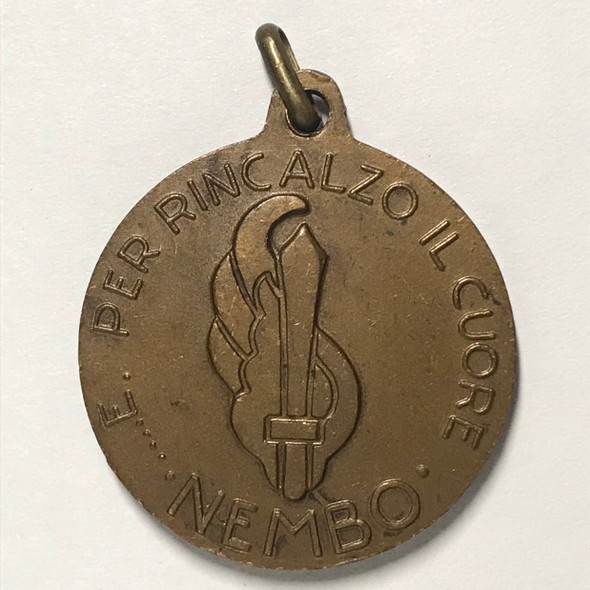 E. PER RINCALZO IL CUORE.
.....NEMBO.